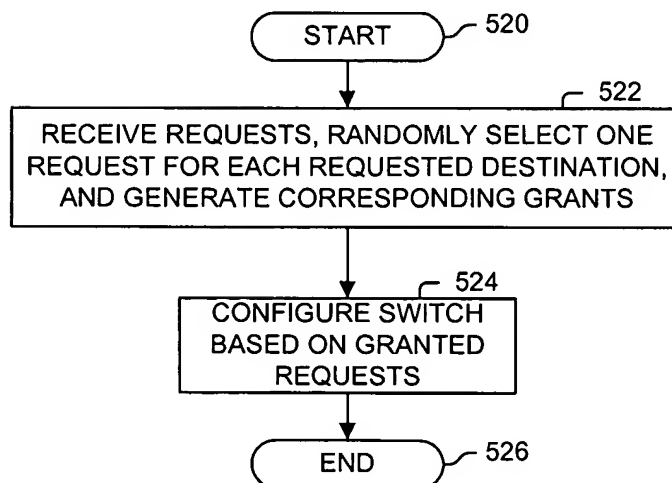 START
520
522
RECEIVE REQUESTS, RANDOMLY SELECT ONE
REQUEST FOR EACH REQUESTED DESTINATION,
AND GENERATE CORRESPONDING GRANTS
524
CONFIGURE SWITCH
BASED ON GRANTED
REQUESTS
END
526